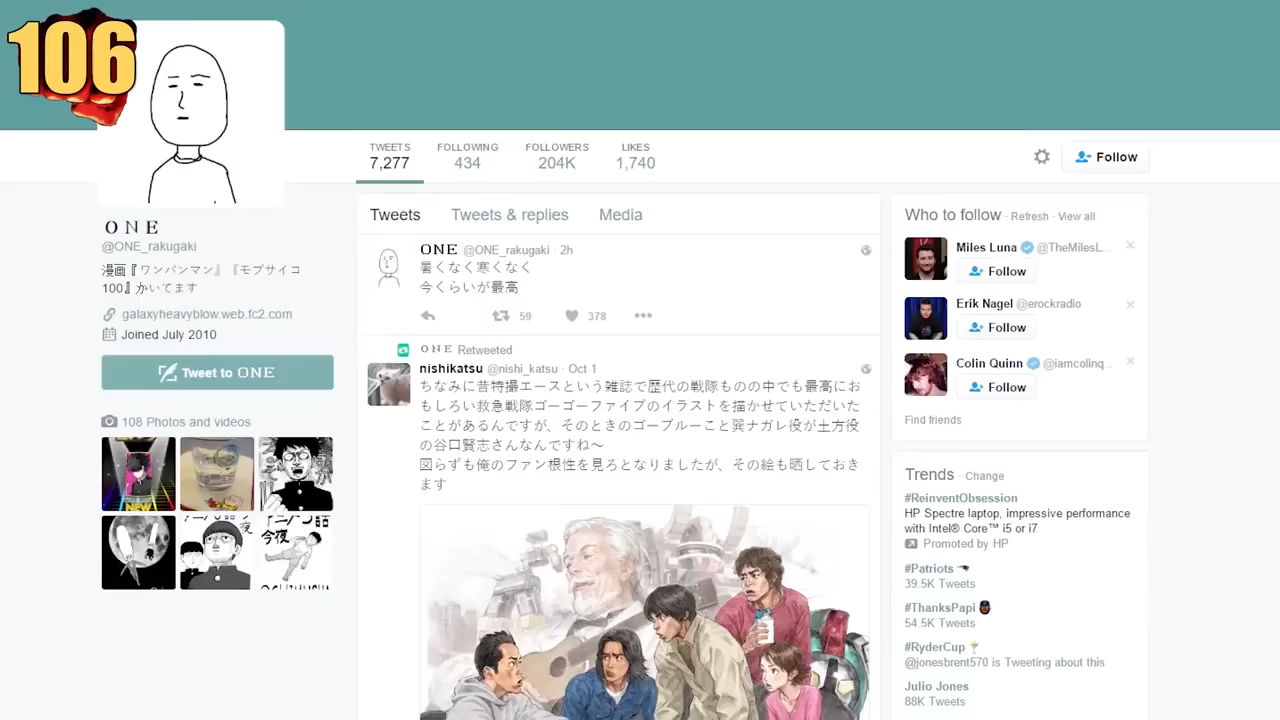 106
TWEETS
7,277
FOLLOWING
434
FOLLOWERS
204K
LIKES
1,740
Follow
ＯＮＥ
@ONE_rakugaki
漫画『ワンパンマン』『モブサイコ
100』かいてます
galaxyheavyblow.web.fc2.com
Joined July 2010
Tweet to ＯＮＥ
108 Photos and videos
NEW
今夜
Tweets
Tweets & replies
Media
ＯＮＥ @ONE_rakugaki · 2h
暑くなく寒くなく
今くらいが最高
59
378
ＯＮＥ Retweeted
nishikatsu @nishi_katsu · Oct 1
ちなみに昔特撮エースという雑誌で歴代の戦隊ものの中でも最高にお
もしろい救急戦隊ゴーゴーファイブのイラストを描かせていただいた
ことがあるんですが、そのときのゴーブルーこと巽ナガレ役が土方役
の谷口賢志さんなんですね〜
図らずも俺のファン根性を見ろとなりましたが、その絵も晒しておき
ます
Who to follow · Refresh · View all
Miles Luna @TheMilesL...
Follow
Erik Nagel @erockradio
Follow
Colin Quinn @iamcolinq...
Follow
Find friends
Trends · Change
#ReinventObsession
HP Spectre laptop, impressive performance
with Intel® Core™ i5 or i7
Promoted by HP
#Patriots
39.5K Tweets
#ThanksPapi
54.5K Tweets
#RyderCup
@jonesbrent570 is Tweeting about this
Julio Jones
88K Tweets